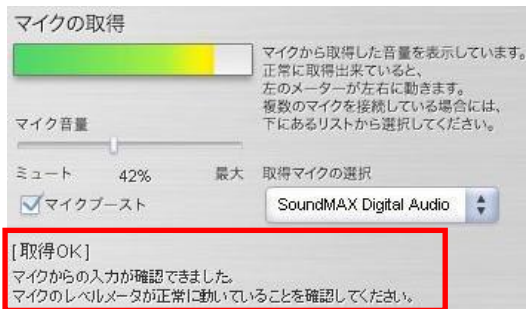 マイクの取得
マイクから取得した音量を表示しています。
正常に取得出来ていると、
左のメーターが左右に動きます。
複数のマイクを接続している場合には、
下にあるリストから選択してください。
マイク音量
ミュート 42% 最大
マイクブースト
取得マイクの選択
SoundMAX Digital Audio
[取得OK]
マイクからの入力が確認できました。
マイクのレベルメータが正常に動いていることを確認してください。